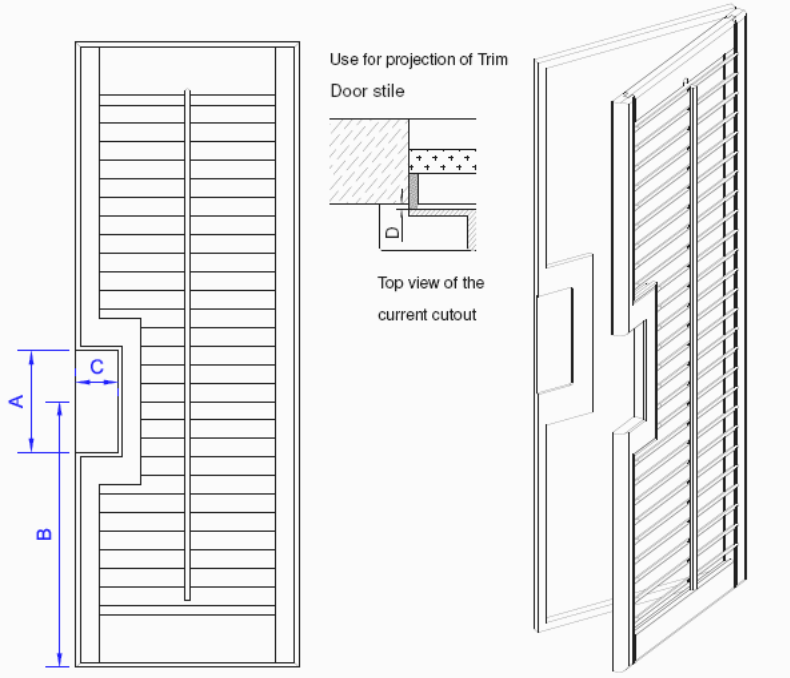 Use for projection of Trim
Door stile
D
Top view of the
current cutout
C
A
B